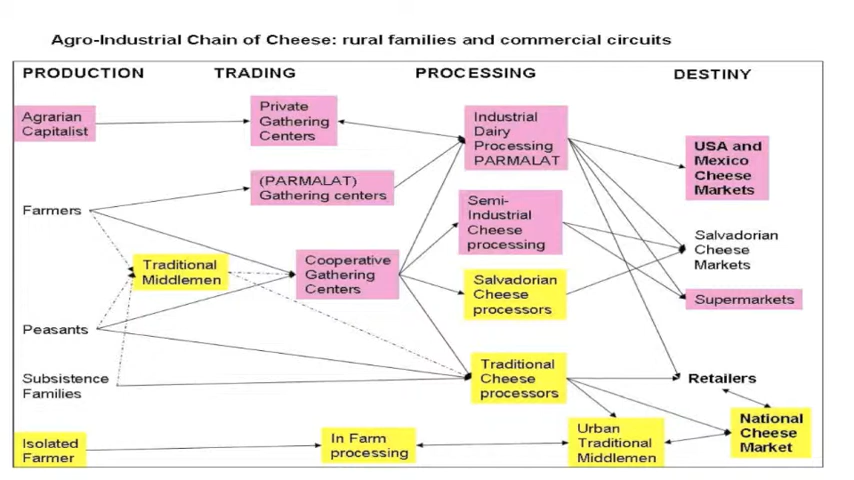 Agro-Industrial Chain of Cheese: rural families and commercial circuits
PRODUCTION
TRADING
PROCESSING
DESTINY
Agrarian
Capitalist
Private
Gathering
Centers
Industrial
Dairy
Processing
PARMALAT
USA and
Mexico
Cheese
Markets
(PARMALAT)
Gathering centers
Farmers
Semi-
Industrial
Cheese
processing
Salvadorian
Cheese
Markets
Traditional
Middlemen
Cooperative
Gathering
Centers
Salvadorian
Cheese
processors
Supermarkets
Peasants
Subsistence
Families
Traditional
Cheese
processors
Retailers
Isolated
Farmer
In Farm
processing
Urban
Traditional
Middlemen
National
Cheese
Market